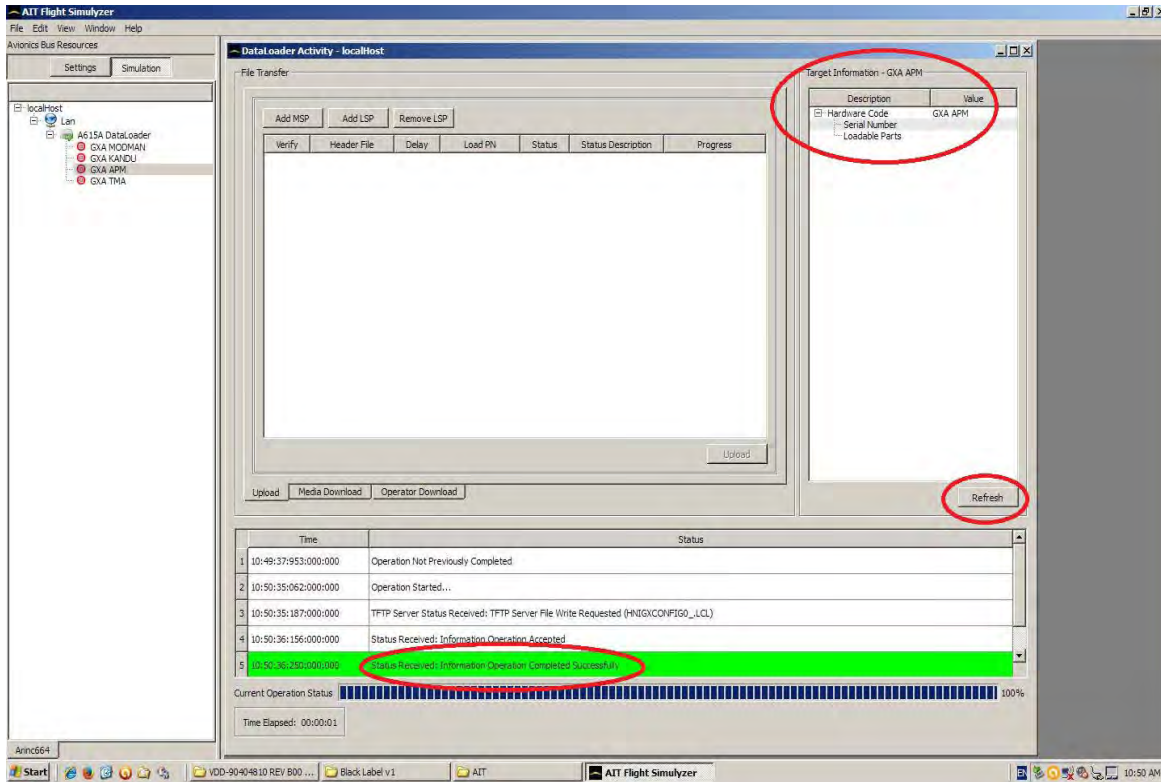 AIT Flight Simulyzer
File Edit View Window Help
Avionics Bus Resources
Settings Simulation
localHost
Lan
A615A DataLoader
GXA MODMAN
GXA KANDU
GXA APM
GXA TMA
Arinc664
DataLoader Activity - localHost
File Transfer
Add MSP Add LSP Remove LSP
Verify Header File Delay Load PN Status Status Description Progress
Upload
Upload Media Download Operator Download
Target Information - GXA APM
Description Value
Hardware Code GXA APM
Serial Number
Loadable Parts
Refresh
Time Status
1 10:49:37:953:000:000 Operation Not Previously Completed
2 10:50:35:062:000:000 Operation Started...
3 10:50:35:187:000:000 TFTP Server Status Received: TFTP Server File Write Requested (HNIGXCONFIG0_.LCL)
4 10:50:36:156:000:000 Status Received: Information Operation Accepted
5 10:50:36:250:000:000 Status Received: Information Operation Completed Successfully
Current Operation Status 100%
Time Elapsed: 00:00:01
Start VDD-90404810 REV B00 ... Black Label v1 AIT AIT Flight Simulyzer 10:50 AM